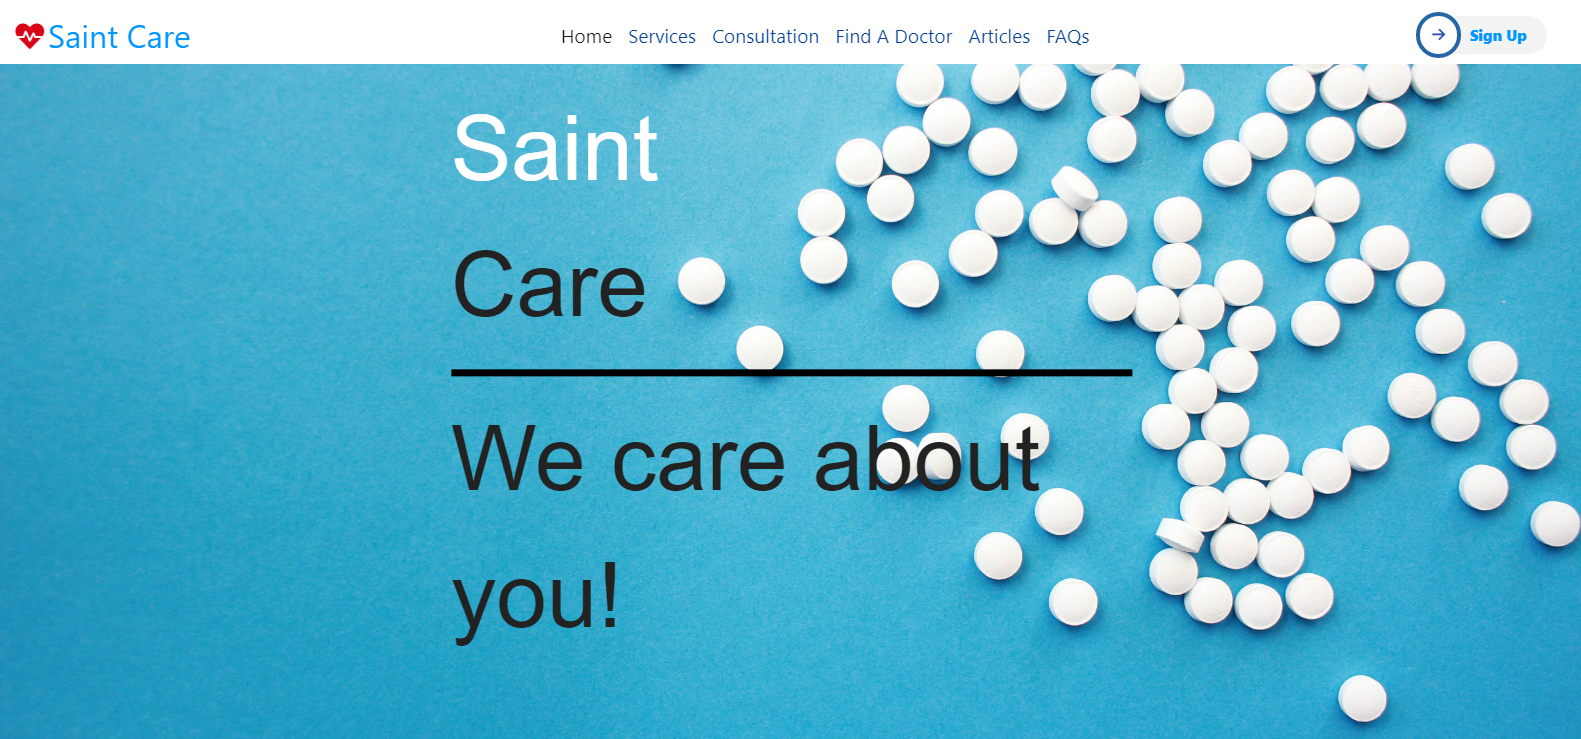 Saint Care
Home Services Consultation Find A Doctor Articles FAQs
Sign Up
Saint
Care
We care about
you!